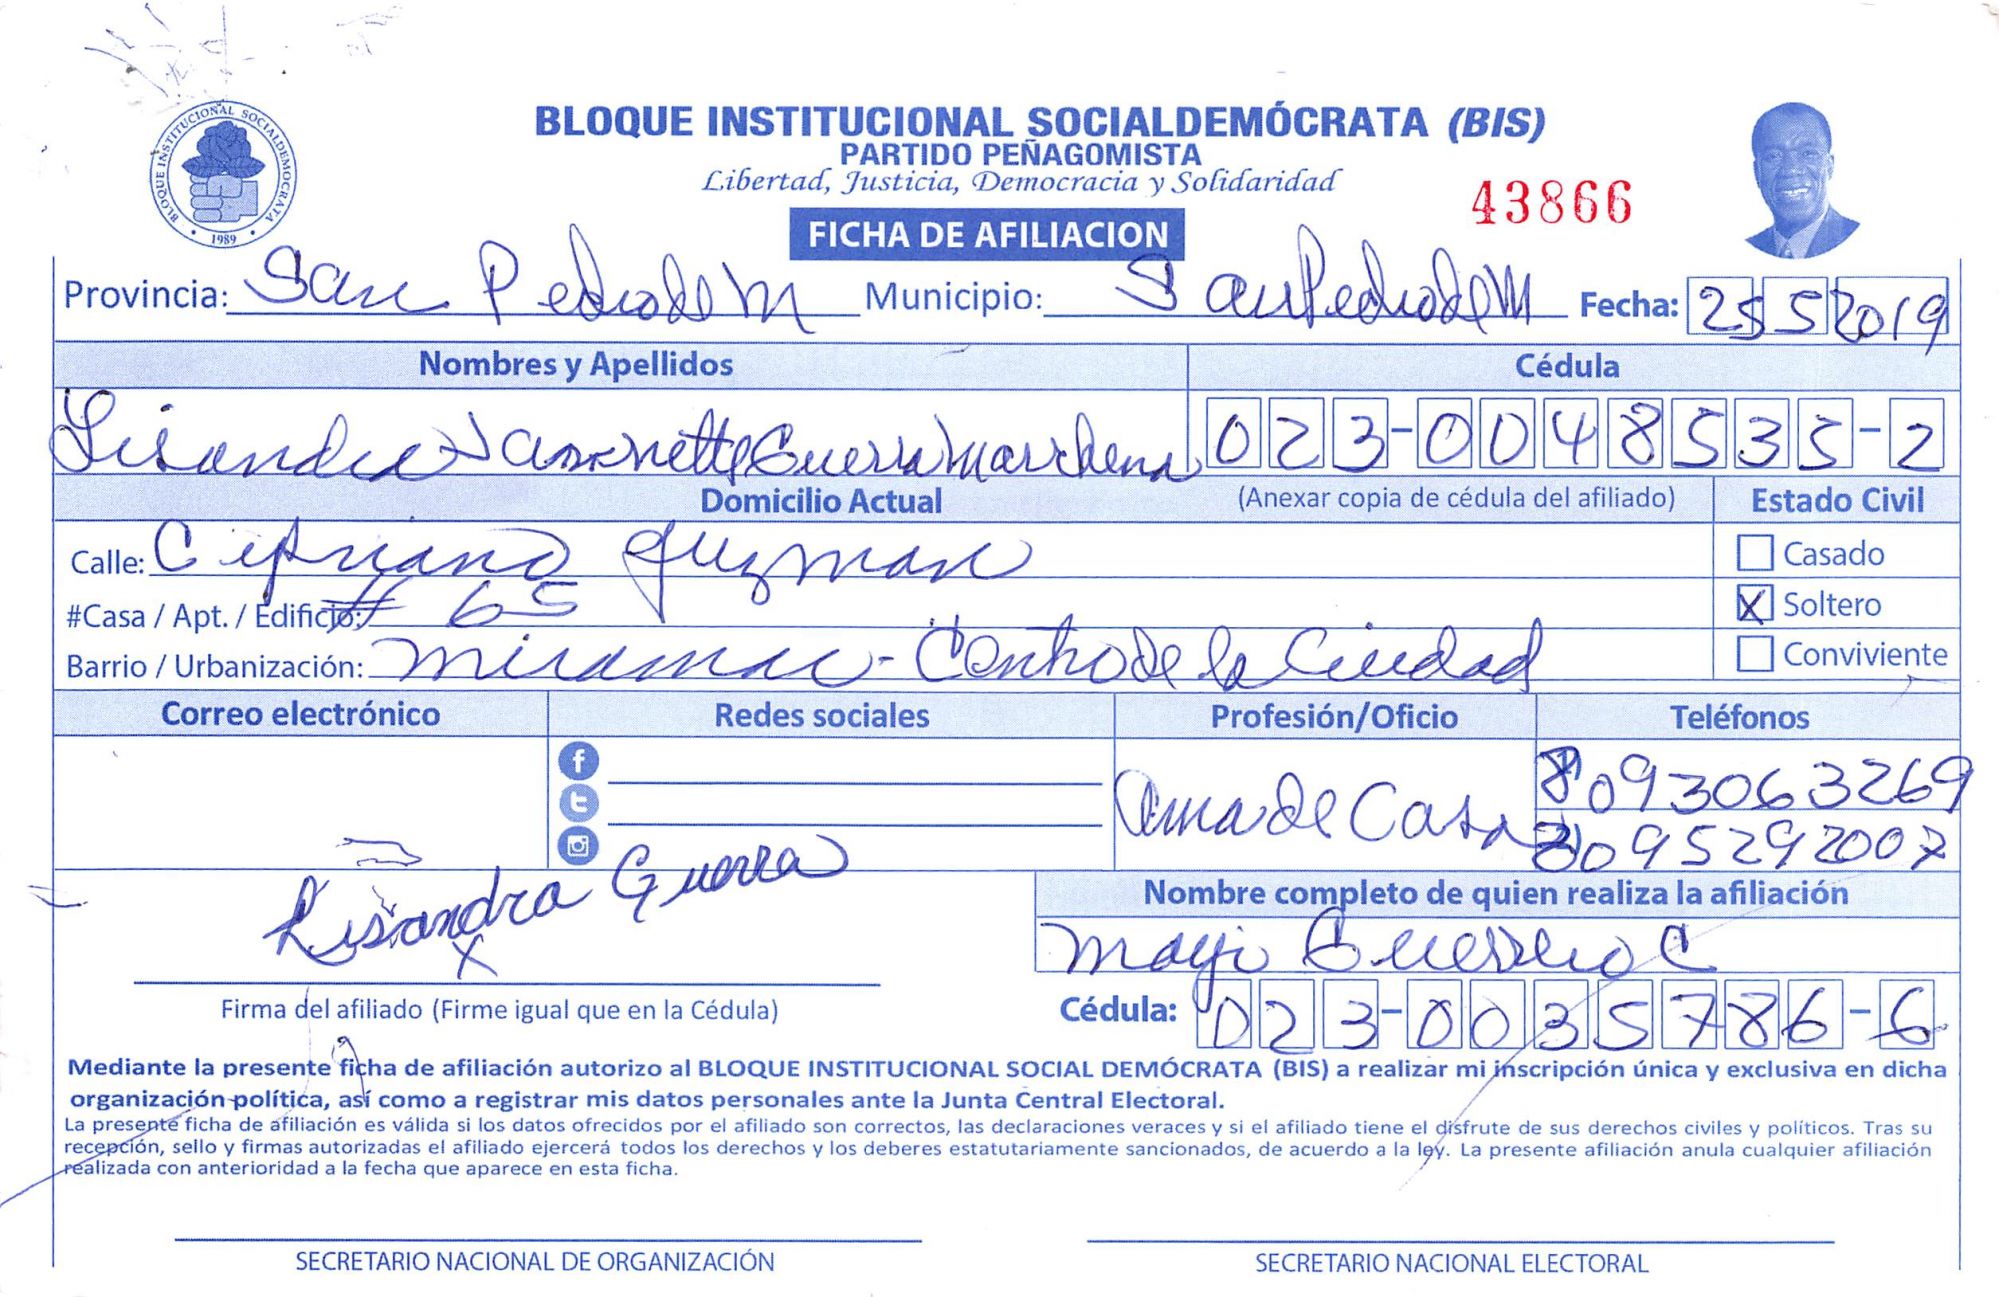 BLOQUE INSTITUCIONAL SOCIALDEMÓCRATA
1989
BLOQUE INSTITUCIONAL SOCIALDEMÓCRATA (BIS)
PARTIDO PEÑAGOMISTA
Libertad, Justicia, Democracia y Solidaridad
43866
FICHA DE AFILIACION
Provincia: San Pedro de M Municipio: San Pedro de M Fecha: 25 5 2019
Nombres y Apellidos Cédula
Lisandra Guerra Marchena 023-0048535-2
Domicilio Actual (Anexar copia de cédula del afiliado) Estado Civil
Calle: Cipriano Guzman Casado
#Casa / Apt. / Edificio: # 65 X Soltero
Barrio / Urbanización: Miramar - Centro de la Ciudad Conviviente
Correo electrónico Redes sociales Profesión/Oficio Teléfonos
Ama de Casa 8093063269
8095292007
Lisandra Guerra
X
Nombre completo de quien realiza la afiliación
Mayi Guerrero C
Firma del afiliado (Firme igual que en la Cédula) Cédula: 023-0035786-6
Mediante la presente ficha de afiliación autorizo al BLOQUE INSTITUCIONAL SOCIAL DEMÓCRATA (BIS) a realizar mi inscripción única y exclusiva en dicha
organización política, así como a registrar mis datos personales ante la Junta Central Electoral.
La presente ficha de afiliación es válida si los datos ofrecidos por el afiliado son correctos, las declaraciones veraces y si el afiliado tiene el disfrute de sus derechos civiles y políticos. Tras su
recepción, sello y firmas autorizadas el afiliado ejercerá todos los derechos y los deberes estatutariamente sancionados, de acuerdo a la ley. La presente afiliación anula cualquier afiliación
realizada con anterioridad a la fecha que aparece en esta ficha.
SECRETARIO NACIONAL DE ORGANIZACIÓN SECRETARIO NACIONAL ELECTORAL